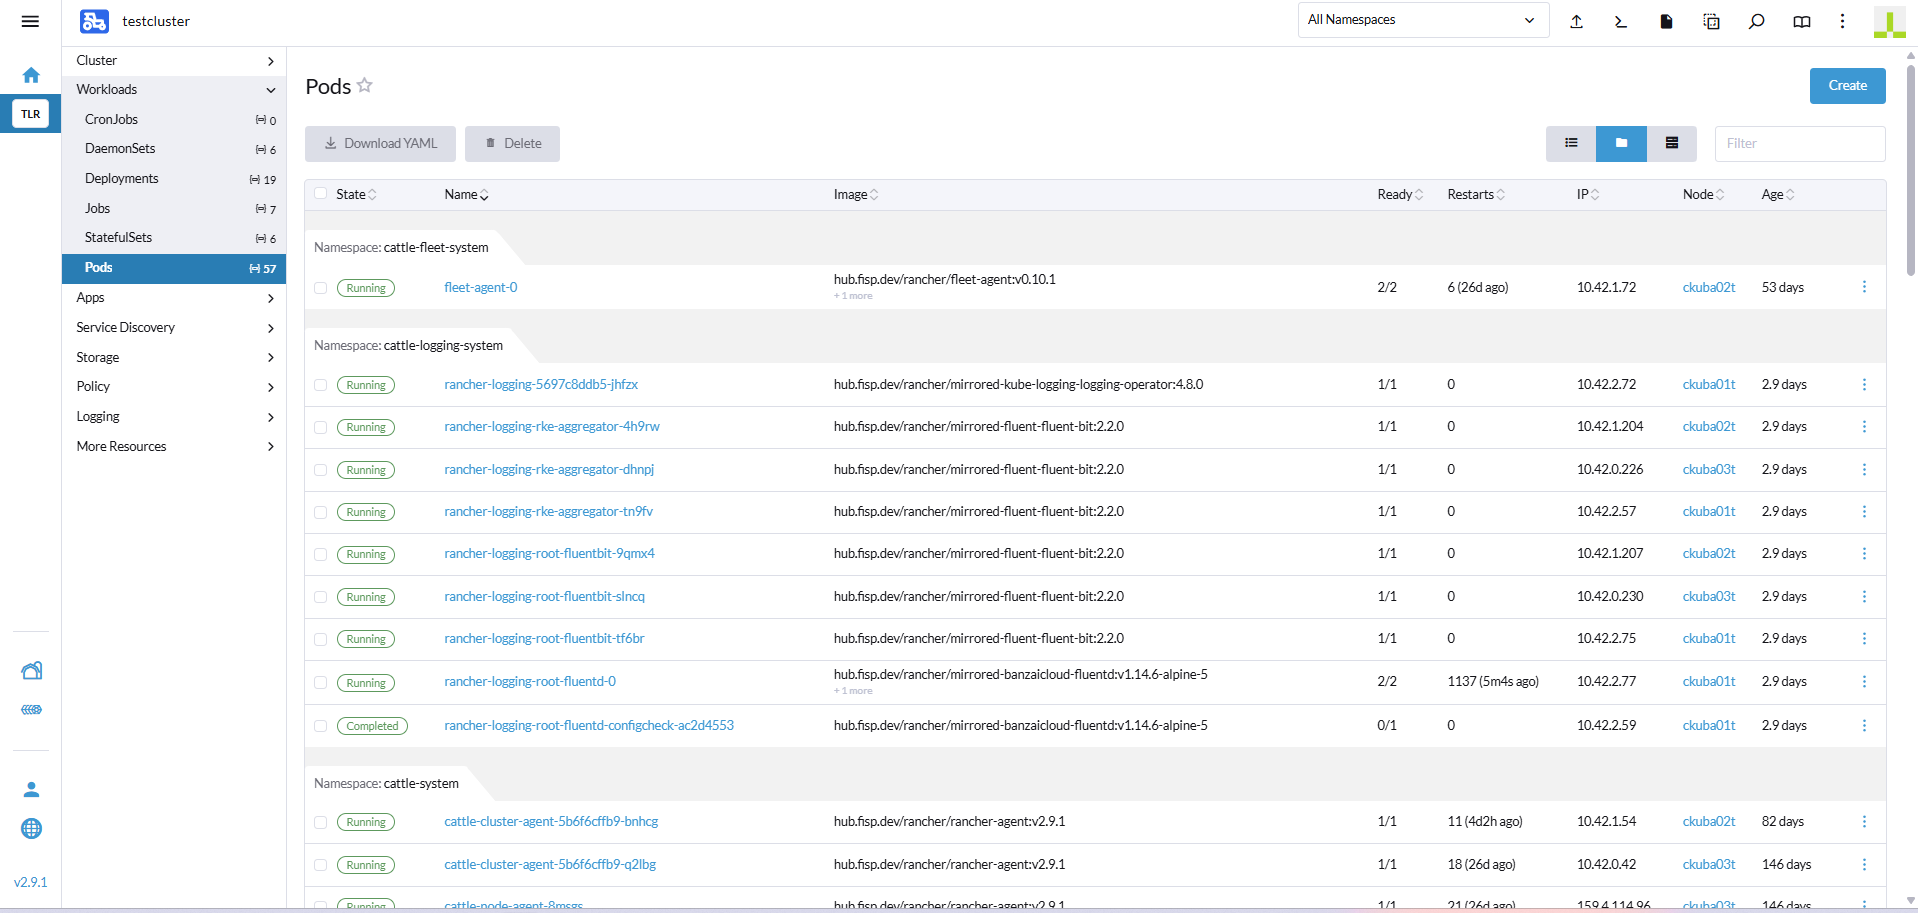 testcluster
All Namespaces
TLR
Cluster
Workloads
CronJobs 0
DaemonSets 6
Deployments 19
Jobs 7
StatefulSets 6
Pods 57
Apps
Service Discovery
Storage
Policy
Logging
More Resources
v2.9.1
Pods
Create
Download YAML Delete
Filter
State Name Image Ready Restarts IP Node Age
Namespace: cattle-fleet-system
Running fleet-agent-0 hub.fisp.dev/rancher/fleet-agent:v0.10.1 2/2 6 (26d ago) 10.42.1.72 ckuba02t 53 days
+ 1 more
Namespace: cattle-logging-system
Running rancher-logging-5697c8ddb5-jhfzx hub.fisp.dev/rancher/mirrored-kube-logging-logging-operator:4.8.0 1/1 0 10.42.2.72 ckuba01t 2.9 days
Running rancher-logging-rke-aggregator-4h9rw hub.fisp.dev/rancher/mirrored-fluent-fluent-bit:2.2.0 1/1 0 10.42.1.204 ckuba02t 2.9 days
Running rancher-logging-rke-aggregator-dhnpj hub.fisp.dev/rancher/mirrored-fluent-fluent-bit:2.2.0 1/1 0 10.42.0.226 ckuba03t 2.9 days
Running rancher-logging-rke-aggregator-tn9fv hub.fisp.dev/rancher/mirrored-fluent-fluent-bit:2.2.0 1/1 0 10.42.2.57 ckuba01t 2.9 days
Running rancher-logging-root-fluentbit-9qmx4 hub.fisp.dev/rancher/mirrored-fluent-fluent-bit:2.2.0 1/1 0 10.42.1.207 ckuba02t 2.9 days
Running rancher-logging-root-fluentbit-slncq hub.fisp.dev/rancher/mirrored-fluent-fluent-bit:2.2.0 1/1 0 10.42.0.230 ckuba03t 2.9 days
Running rancher-logging-root-fluentbit-tf6br hub.fisp.dev/rancher/mirrored-fluent-fluent-bit:2.2.0 1/1 0 10.42.2.75 ckuba01t 2.9 days
Running rancher-logging-root-fluentd-0 hub.fisp.dev/rancher/mirrored-banzaicloud-fluentd:v1.14.6-alpine-5 2/2 1137 (5m4s ago) 10.42.2.77 ckuba01t 2.9 days
+ 1 more
Completed rancher-logging-root-fluentd-configcheck-ac2d4553 hub.fisp.dev/rancher/mirrored-banzaicloud-fluentd:v1.14.6-alpine-5 0/1 0 10.42.2.59 ckuba01t 2.9 days
Namespace: cattle-system
Running cattle-cluster-agent-5b6f6cffb9-bnhcg hub.fisp.dev/rancher/rancher-agent:v2.9.1 1/1 11 (4d2h ago) 10.42.1.54 ckuba02t 82 days
Running cattle-cluster-agent-5b6f6cffb9-q2lbg hub.fisp.dev/rancher/rancher-agent:v2.9.1 1/1 18 (26d ago) 10.42.0.42 ckuba03t 146 days
Running cattle-node-agent-8msgs hub.fisp.dev/rancher/rancher-agent:v2.9.1 1/1 21 (26d ago) 159.4.114.96 ckuba03t 146 days